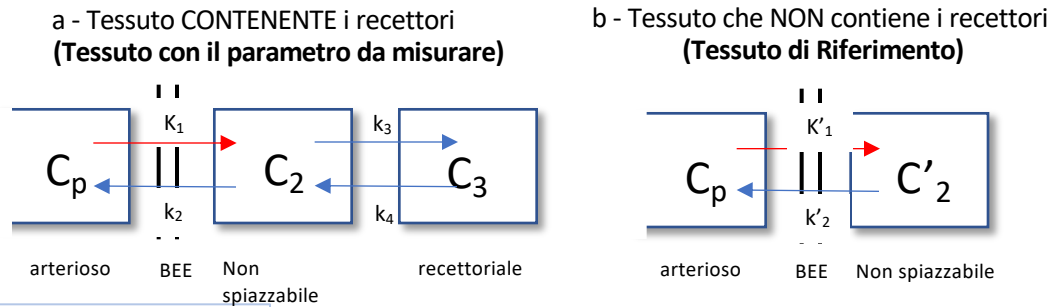 a - Tessuto CONTENENTE i recettori
(Tessuto con il parametro da misurare)
K₁
k₃
Cₚ
C₂
C₃
k₂
k₄
arterioso
BEE
Non
spiazzabile
recettoriale
b - Tessuto che NON contiene i recettori
(Tessuto di Riferimento)
K'₁
Cₚ
C'₂
k'₂
arterioso
BEE
Non spiazzabile